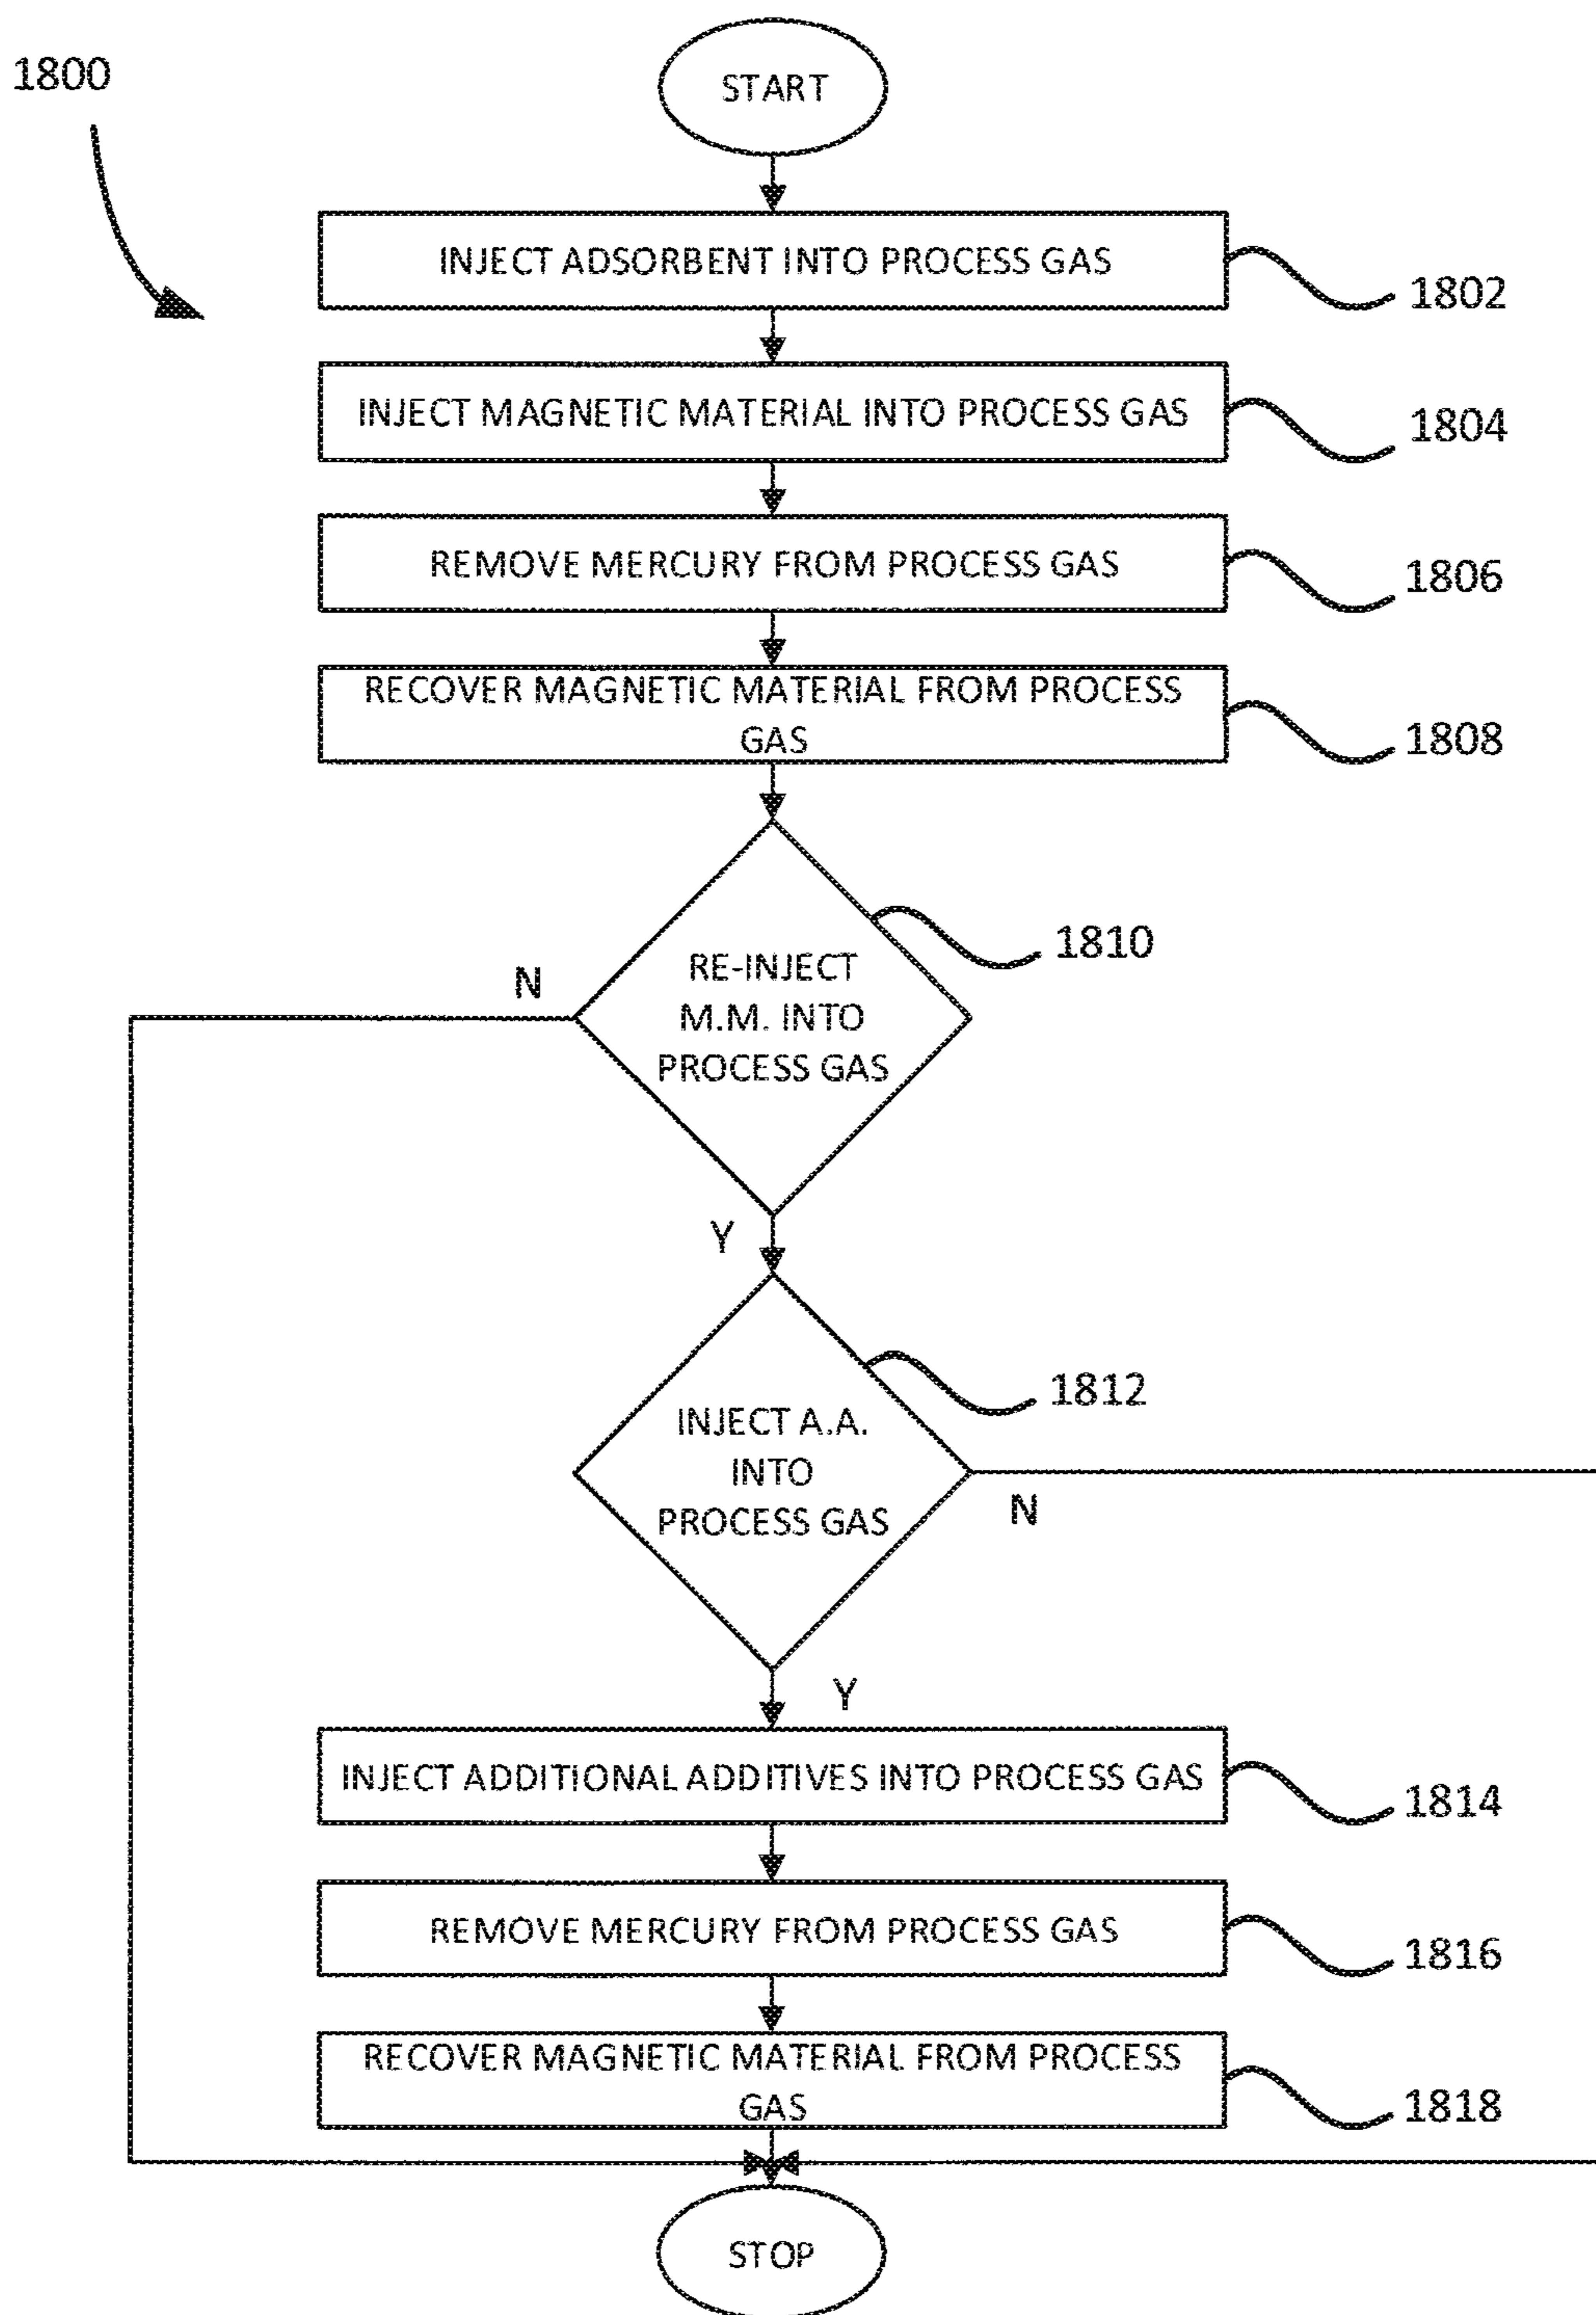 1800
START
INJECT ADSORBENT INTO PROCESS GAS
1802
INJECT MAGNETIC MATERIAL INTO PROCESS GAS
1804
REMOVE MERCURY FROM PROCESS GAS
1806
RECOVER MAGNETIC MATERIAL FROM PROCESS
GAS
1808
1810
N
RE-INJECT
M.M. INTO
PROCESS GAS
Y
1812
INJECT A.A.
INTO
PROCESS GAS
N
Y
INJECT ADDITIONAL ADDITIVES INTO PROCESS GAS
1814
REMOVE MERCURY FROM PROCESS GAS
1816
RECOVER MAGNETIC MATERIAL FROM PROCESS
GAS
1818
STOP